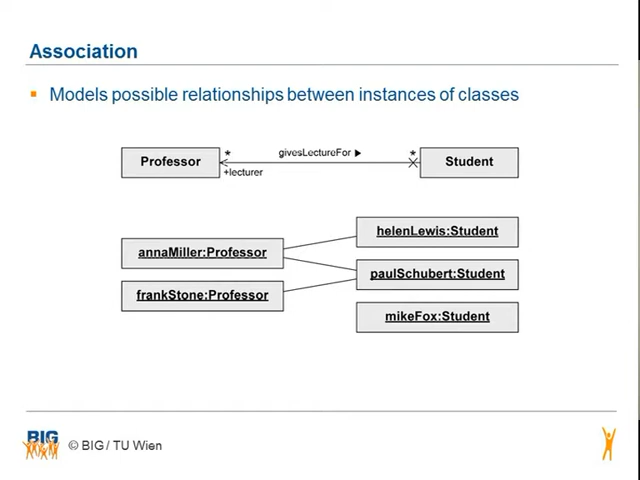 Association
Models possible relationships between instances of classes
* givesLectureFor ▶ *
Professor Student
+lecturer
helenLewis:Student
annaMiller:Professor
paulSchubert:Student
frankStone:Professor
mikeFox:Student
BIG
© BIG / TU Wien